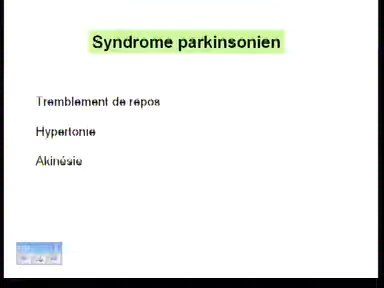 Syndrome parkinsonien
Tremblement de repos
Hypertonie
Akinésie